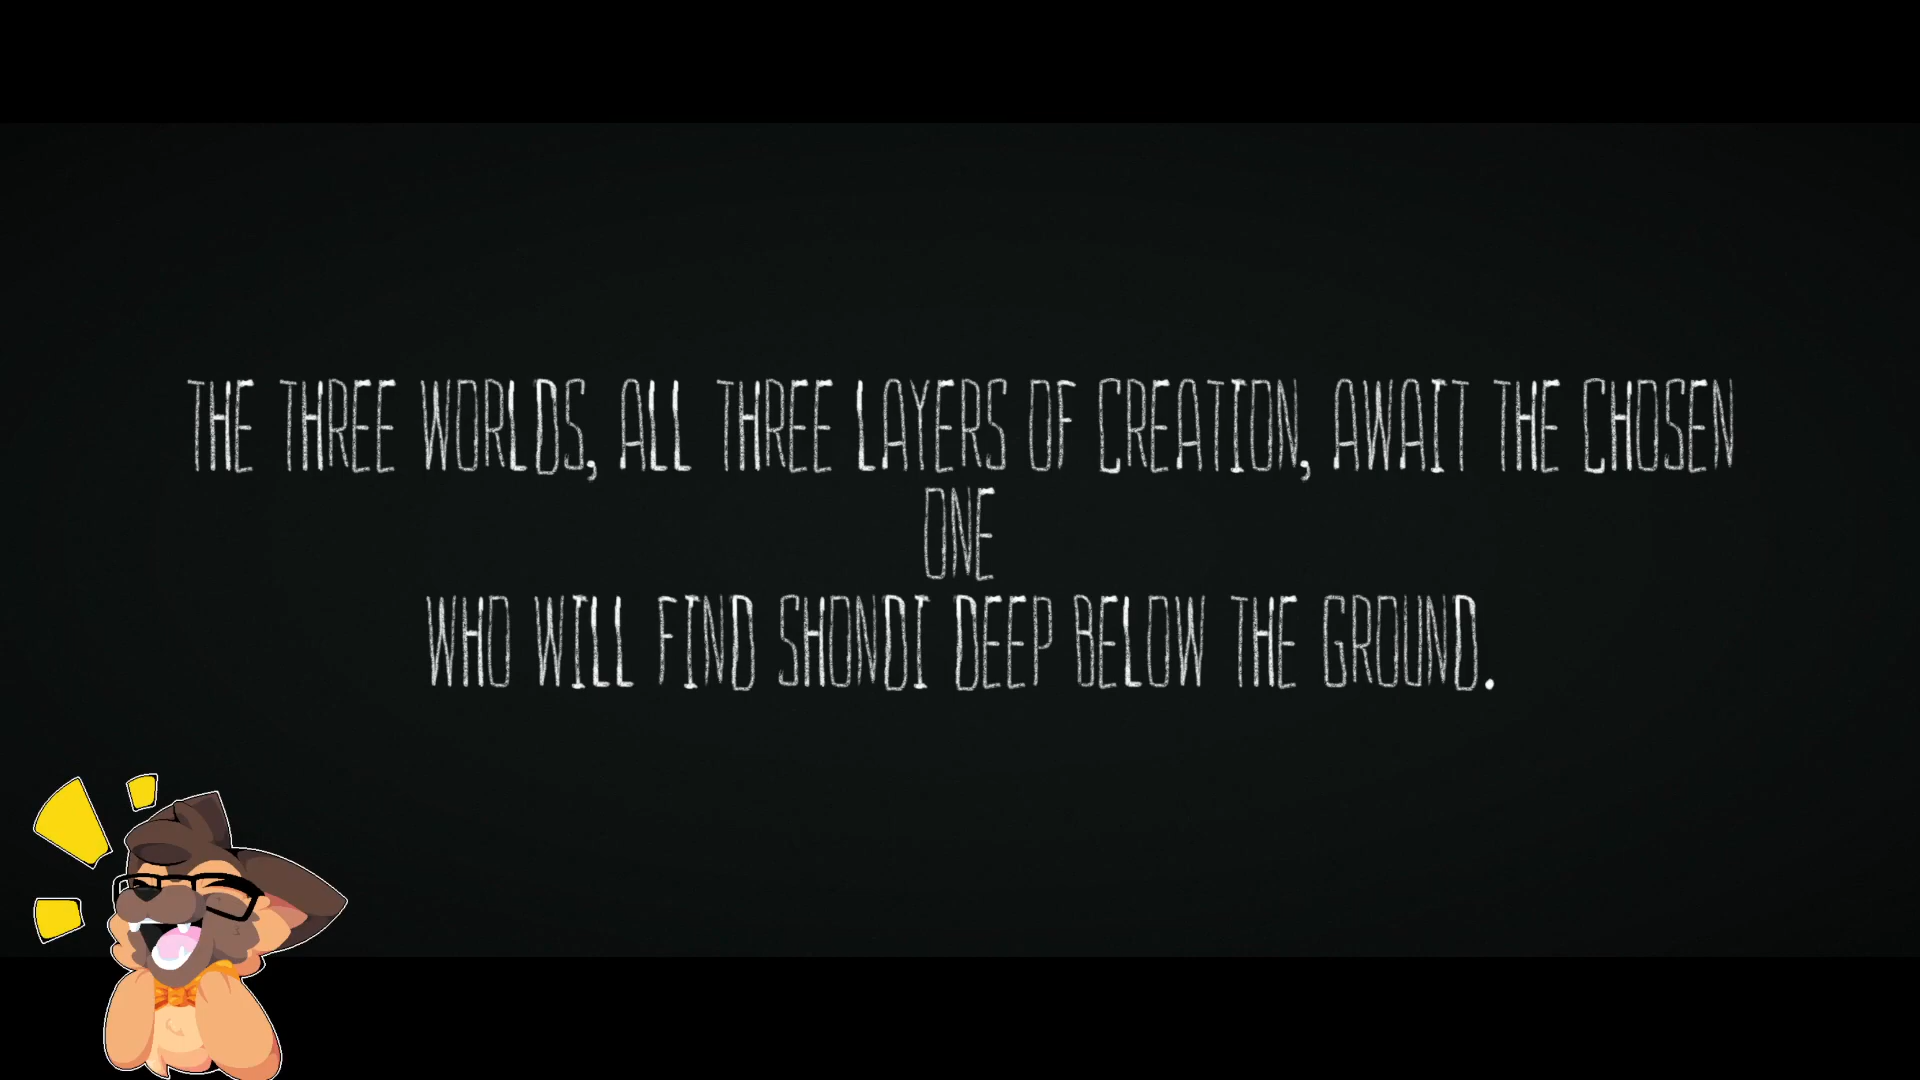 THE THREE WORLDS, ALL THREE LAYERS OF CREATION, AWAIT THE CHOSEN
ONE
WHO WILL FIND SHONDI DEEP BELOW THE GROUND.